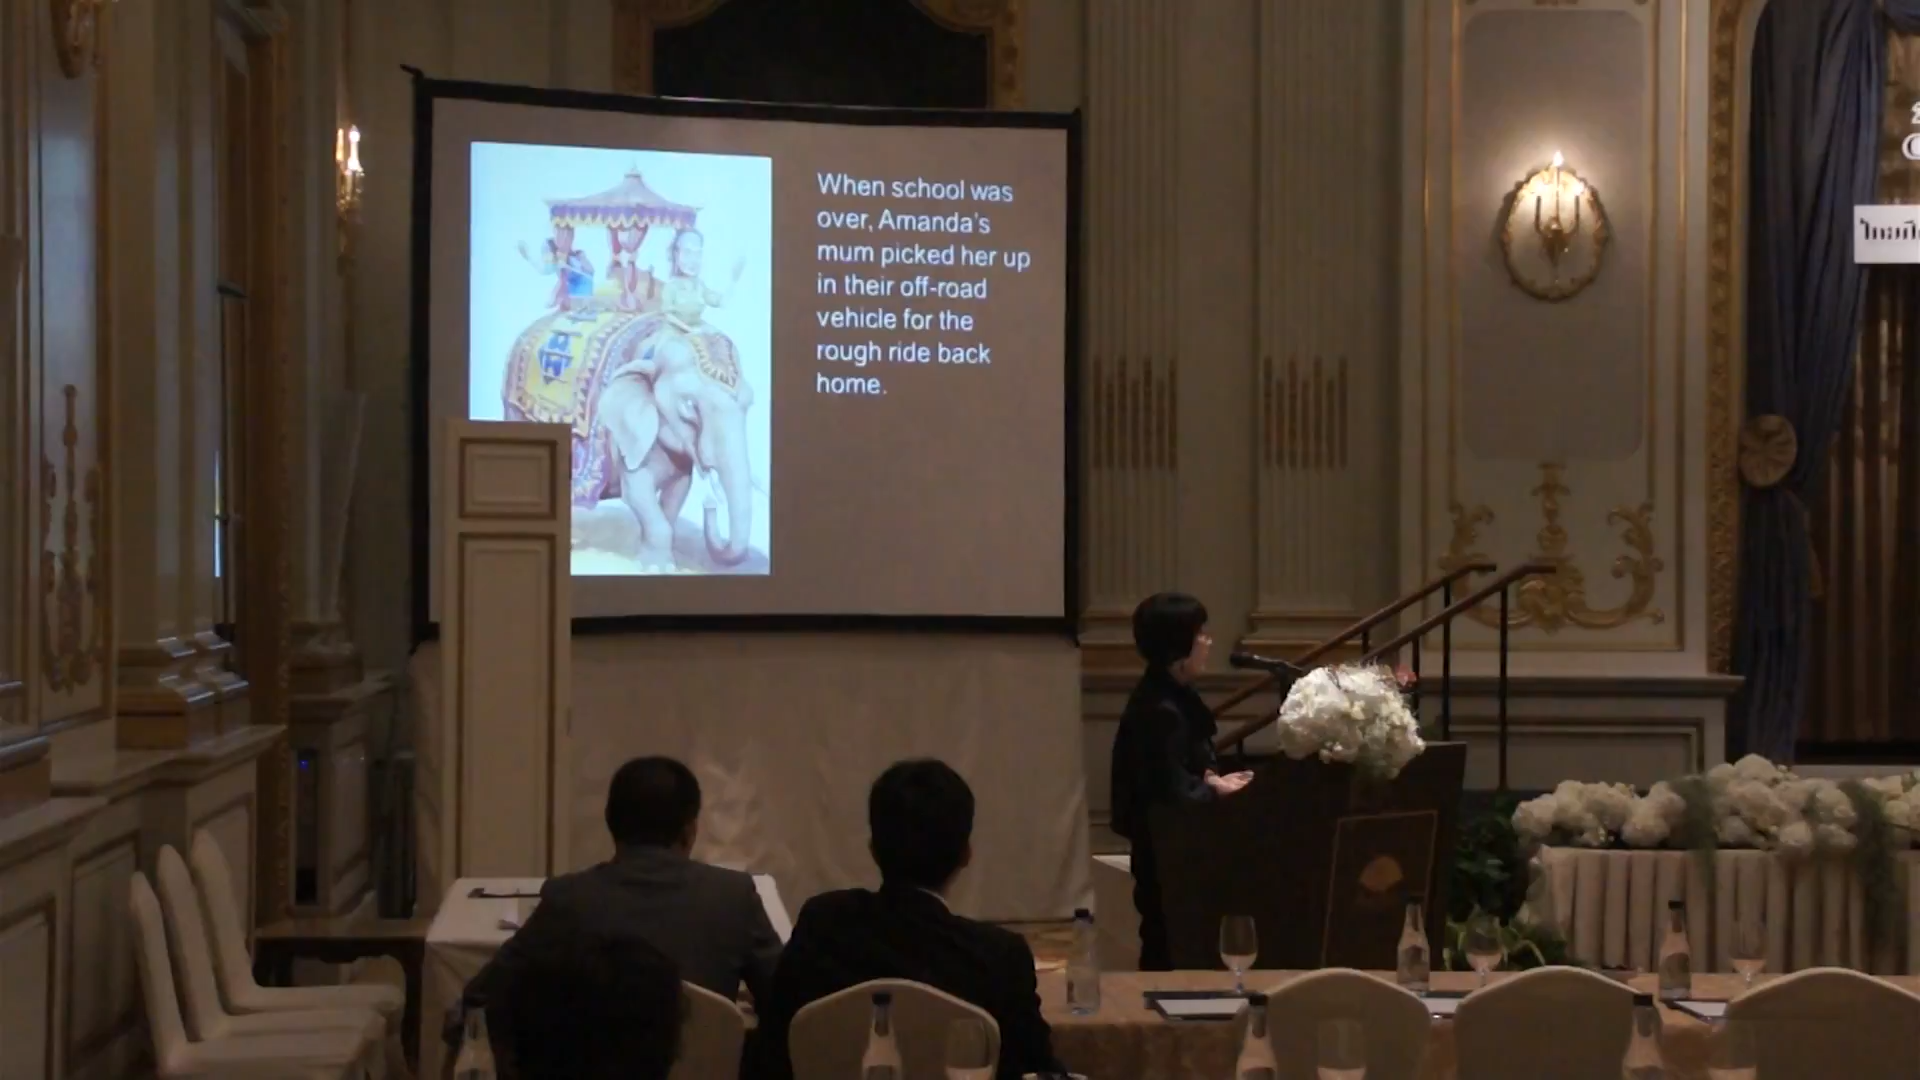 When school was
over, Amanda's
mum picked her up
in their off-road
vehicle for the
rough ride back
home.